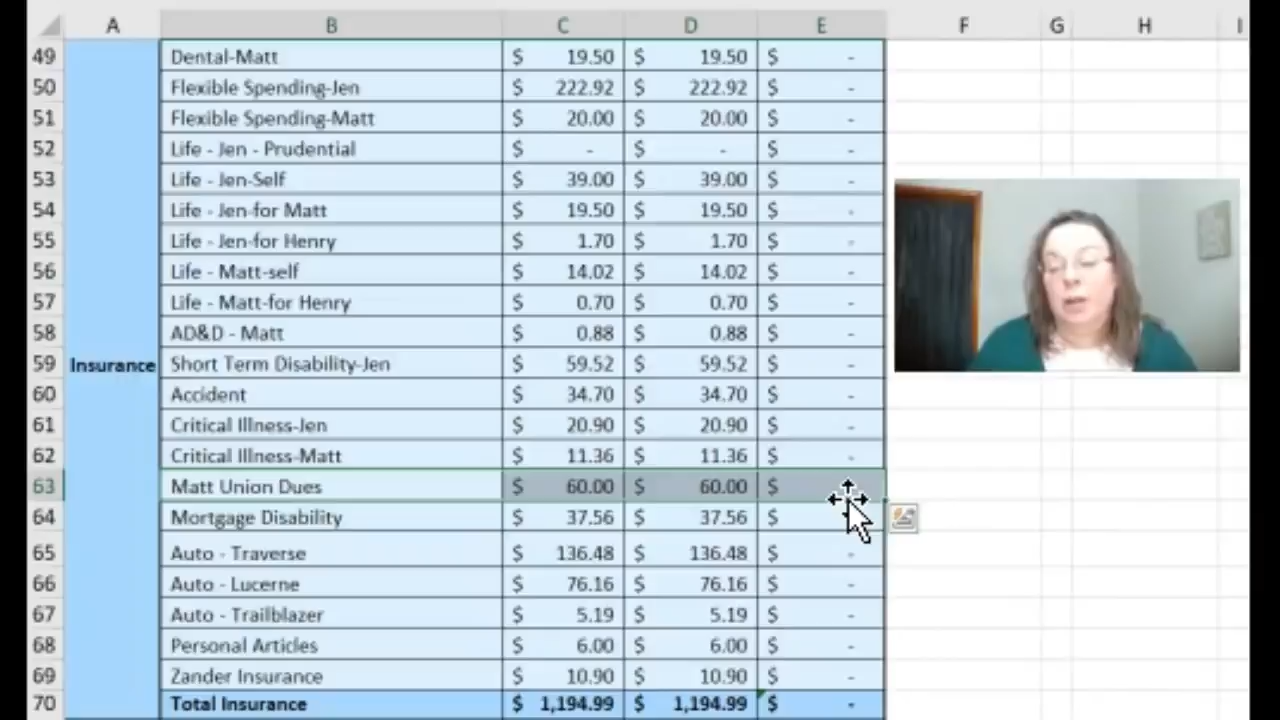 A B C D E F G H I
49 Dental-Matt $ 19.50 $ 19.50 $ -
50 Flexible Spending-Jen $ 222.92 $ 222.92 $ -
51 Flexible Spending-Matt $ 20.00 $ 20.00 $ -
52 Life - Jen - Prudential $ - $ - $ -
53 Life - Jen-Self $ 39.00 $ 39.00 $ -
54 Life - Jen-for Matt $ 19.50 $ 19.50 $ -
55 Life - Jen-for Henry $ 1.70 $ 1.70 $ -
56 Life - Matt-self $ 14.02 $ 14.02 $ -
57 Life - Matt-for Henry $ 0.70 $ 0.70 $ -
58 AD&D - Matt $ 0.88 $ 0.88 $ -
59 Insurance Short Term Disability-Jen $ 59.52 $ 59.52 $ -
60 Accident $ 34.70 $ 34.70 $ -
61 Critical Illness-Jen $ 20.90 $ 20.90 $ -
62 Critical Illness-Matt $ 11.36 $ 11.36 $ -
63 Matt Union Dues $ 60.00 $ 60.00 $
64 Mortgage Disability $ 37.56 $ 37.56 $
65 Auto - Traverse $ 136.48 $ 136.48 $ -
66 Auto - Lucerne $ 76.16 $ 76.16 $ -
67 Auto - Trailblazer $ 5.19 $ 5.19 $ -
68 Personal Articles $ 6.00 $ 6.00 $ -
69 Zander Insurance $ 10.90 $ 10.90 $ -
70 Total Insurance $ 1,194.99 $ 1,194.99 $ -